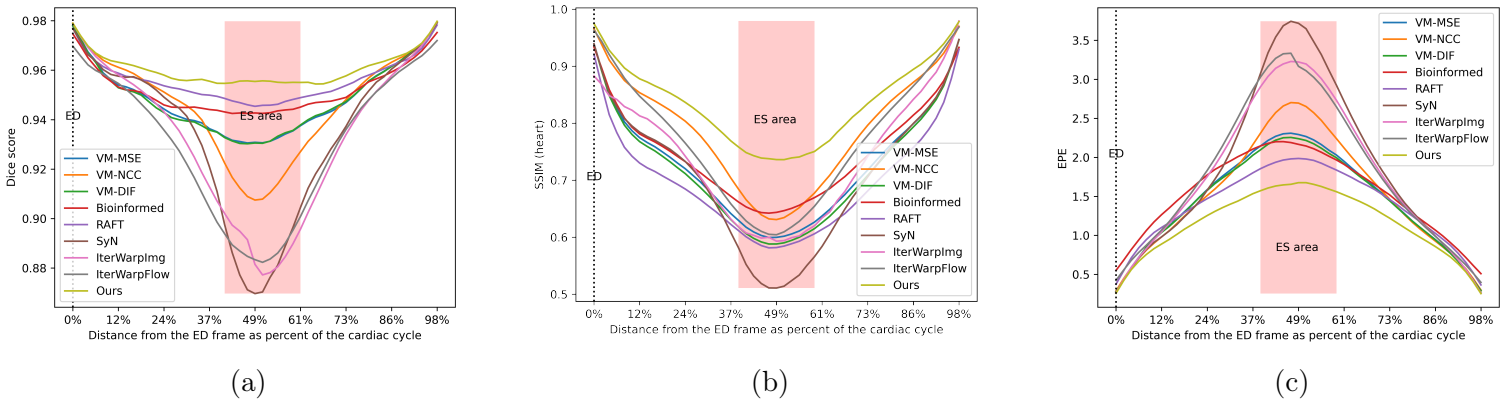 0.98
0.96
0.94
0.92
0.90
0.88
Dice score
ED
ES area
VM-MSE
VM-NCC
VM-DIF
Bioinformed
RAFT
SyN
IterWarpImg
IterWarpFlow
Ours
0% 12% 24% 37% 49% 61% 73% 86% 98%
Distance from the ED frame as percent of the cardiac cycle
(a)
1.0
0.9
0.8
0.7
0.6
0.5
SSIM (heart)
ED
ES area
VM-MSE
VM-NCC
VM-DIF
Bioinformed
RAFT
SyN
IterWarpImg
IterWarpFlow
Ours
0% 12% 24% 37% 49% 61% 73% 86% 98%
Distance from the ED frame as percent of the cardiac cycle
(b)
3.5
3.0
2.5
2.0
1.5
1.0
0.5
EPE
ED
ES area
VM-MSE
VM-NCC
VM-DIF
Bioinformed
RAFT
SyN
IterWarpImg
IterWarpFlow
Ours
0% 12% 24% 37% 49% 61% 73% 86% 98%
Distance from the ED frame as percent of the cardiac cycle
(c)